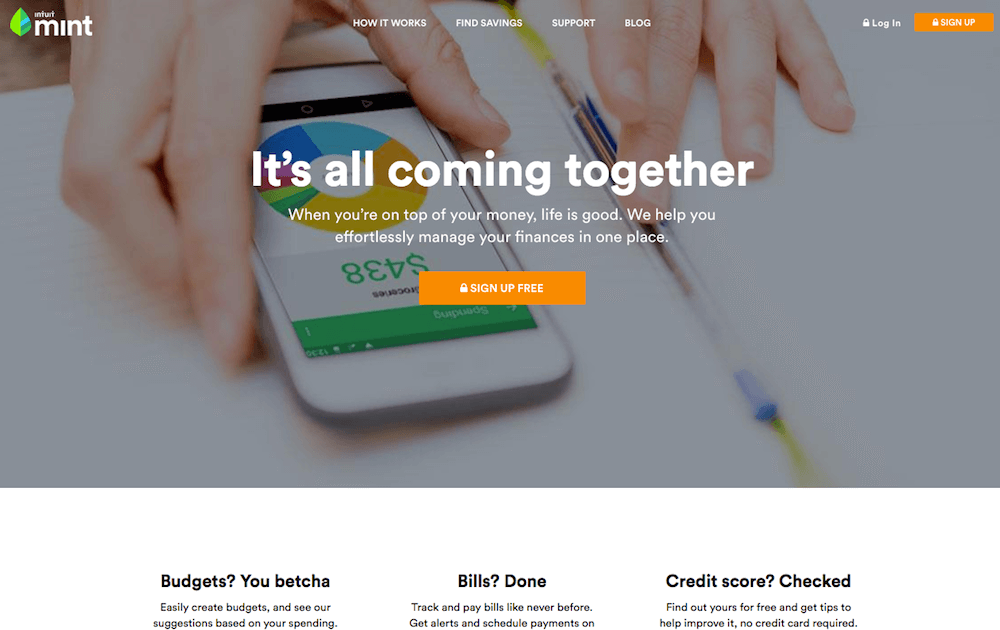 intuit
mint
HOW IT WORKS
FIND SAVINGS
SUPPORT
BLOG
Log In
SIGN UP
It's all coming together
When you're on top of your money, life is good. We help you
effortlessly manage your finances in one place.
$438
Groceries
SIGN UP FREE
Spending
12:30
Budgets? You betcha
Easily create budgets, and see our
suggestions based on your spending.
Bills? Done
Track and pay bills like never before.
Get alerts and schedule payments on
Credit score? Checked
Find out yours for free and get tips to
help improve it, no credit card required.